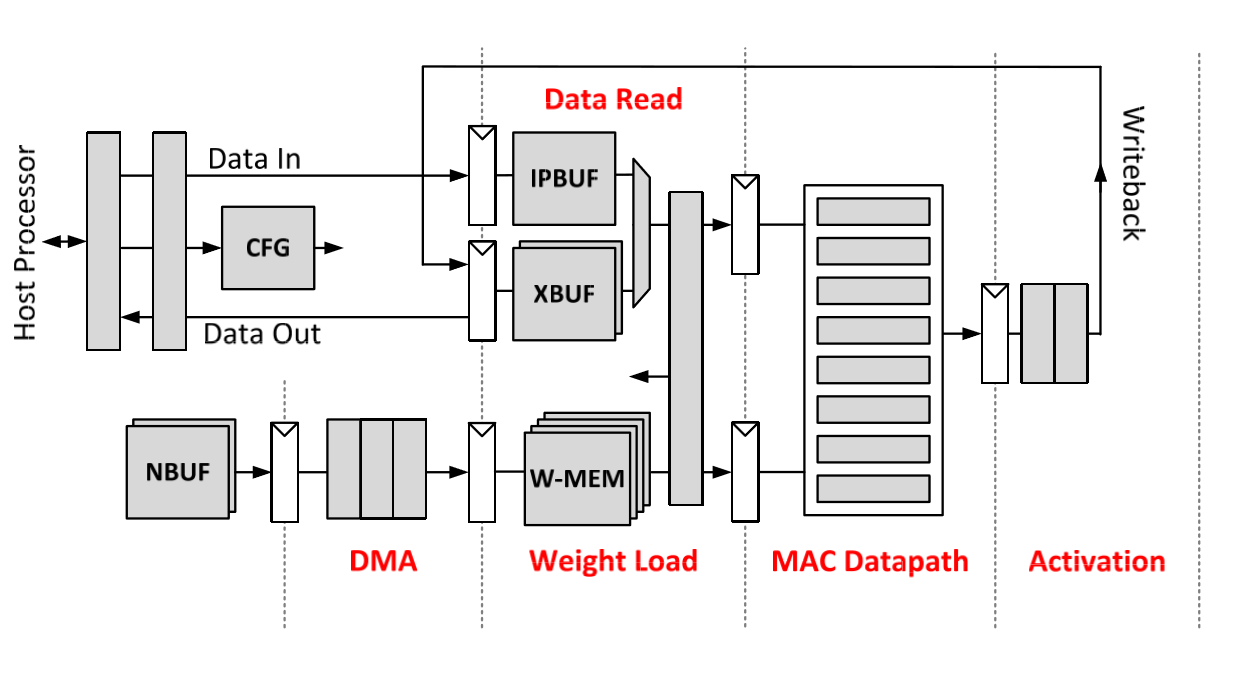 Data Read
Host Processor
Data In
IPBUF
Writeback
CFG
XBUF
Data Out
NBUF
W-MEM
DMA
Weight Load
MAC Datapath
Activation